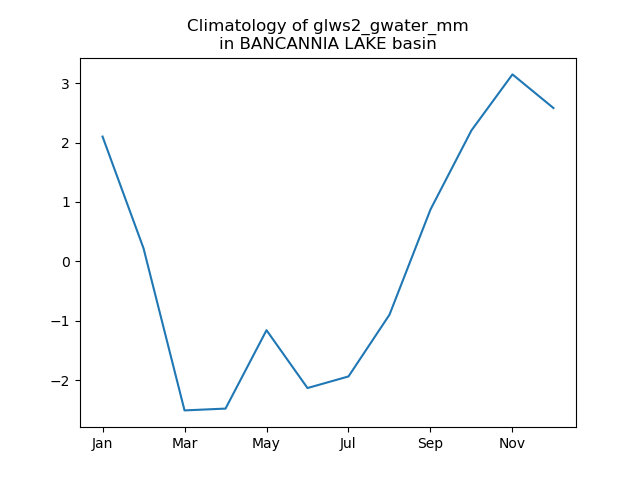 Climatology of glws2_gwater_mm
in BANCANNIA LAKE basin
3
2
1
0
−1
−2
Jan Mar May Jul Sep Nov